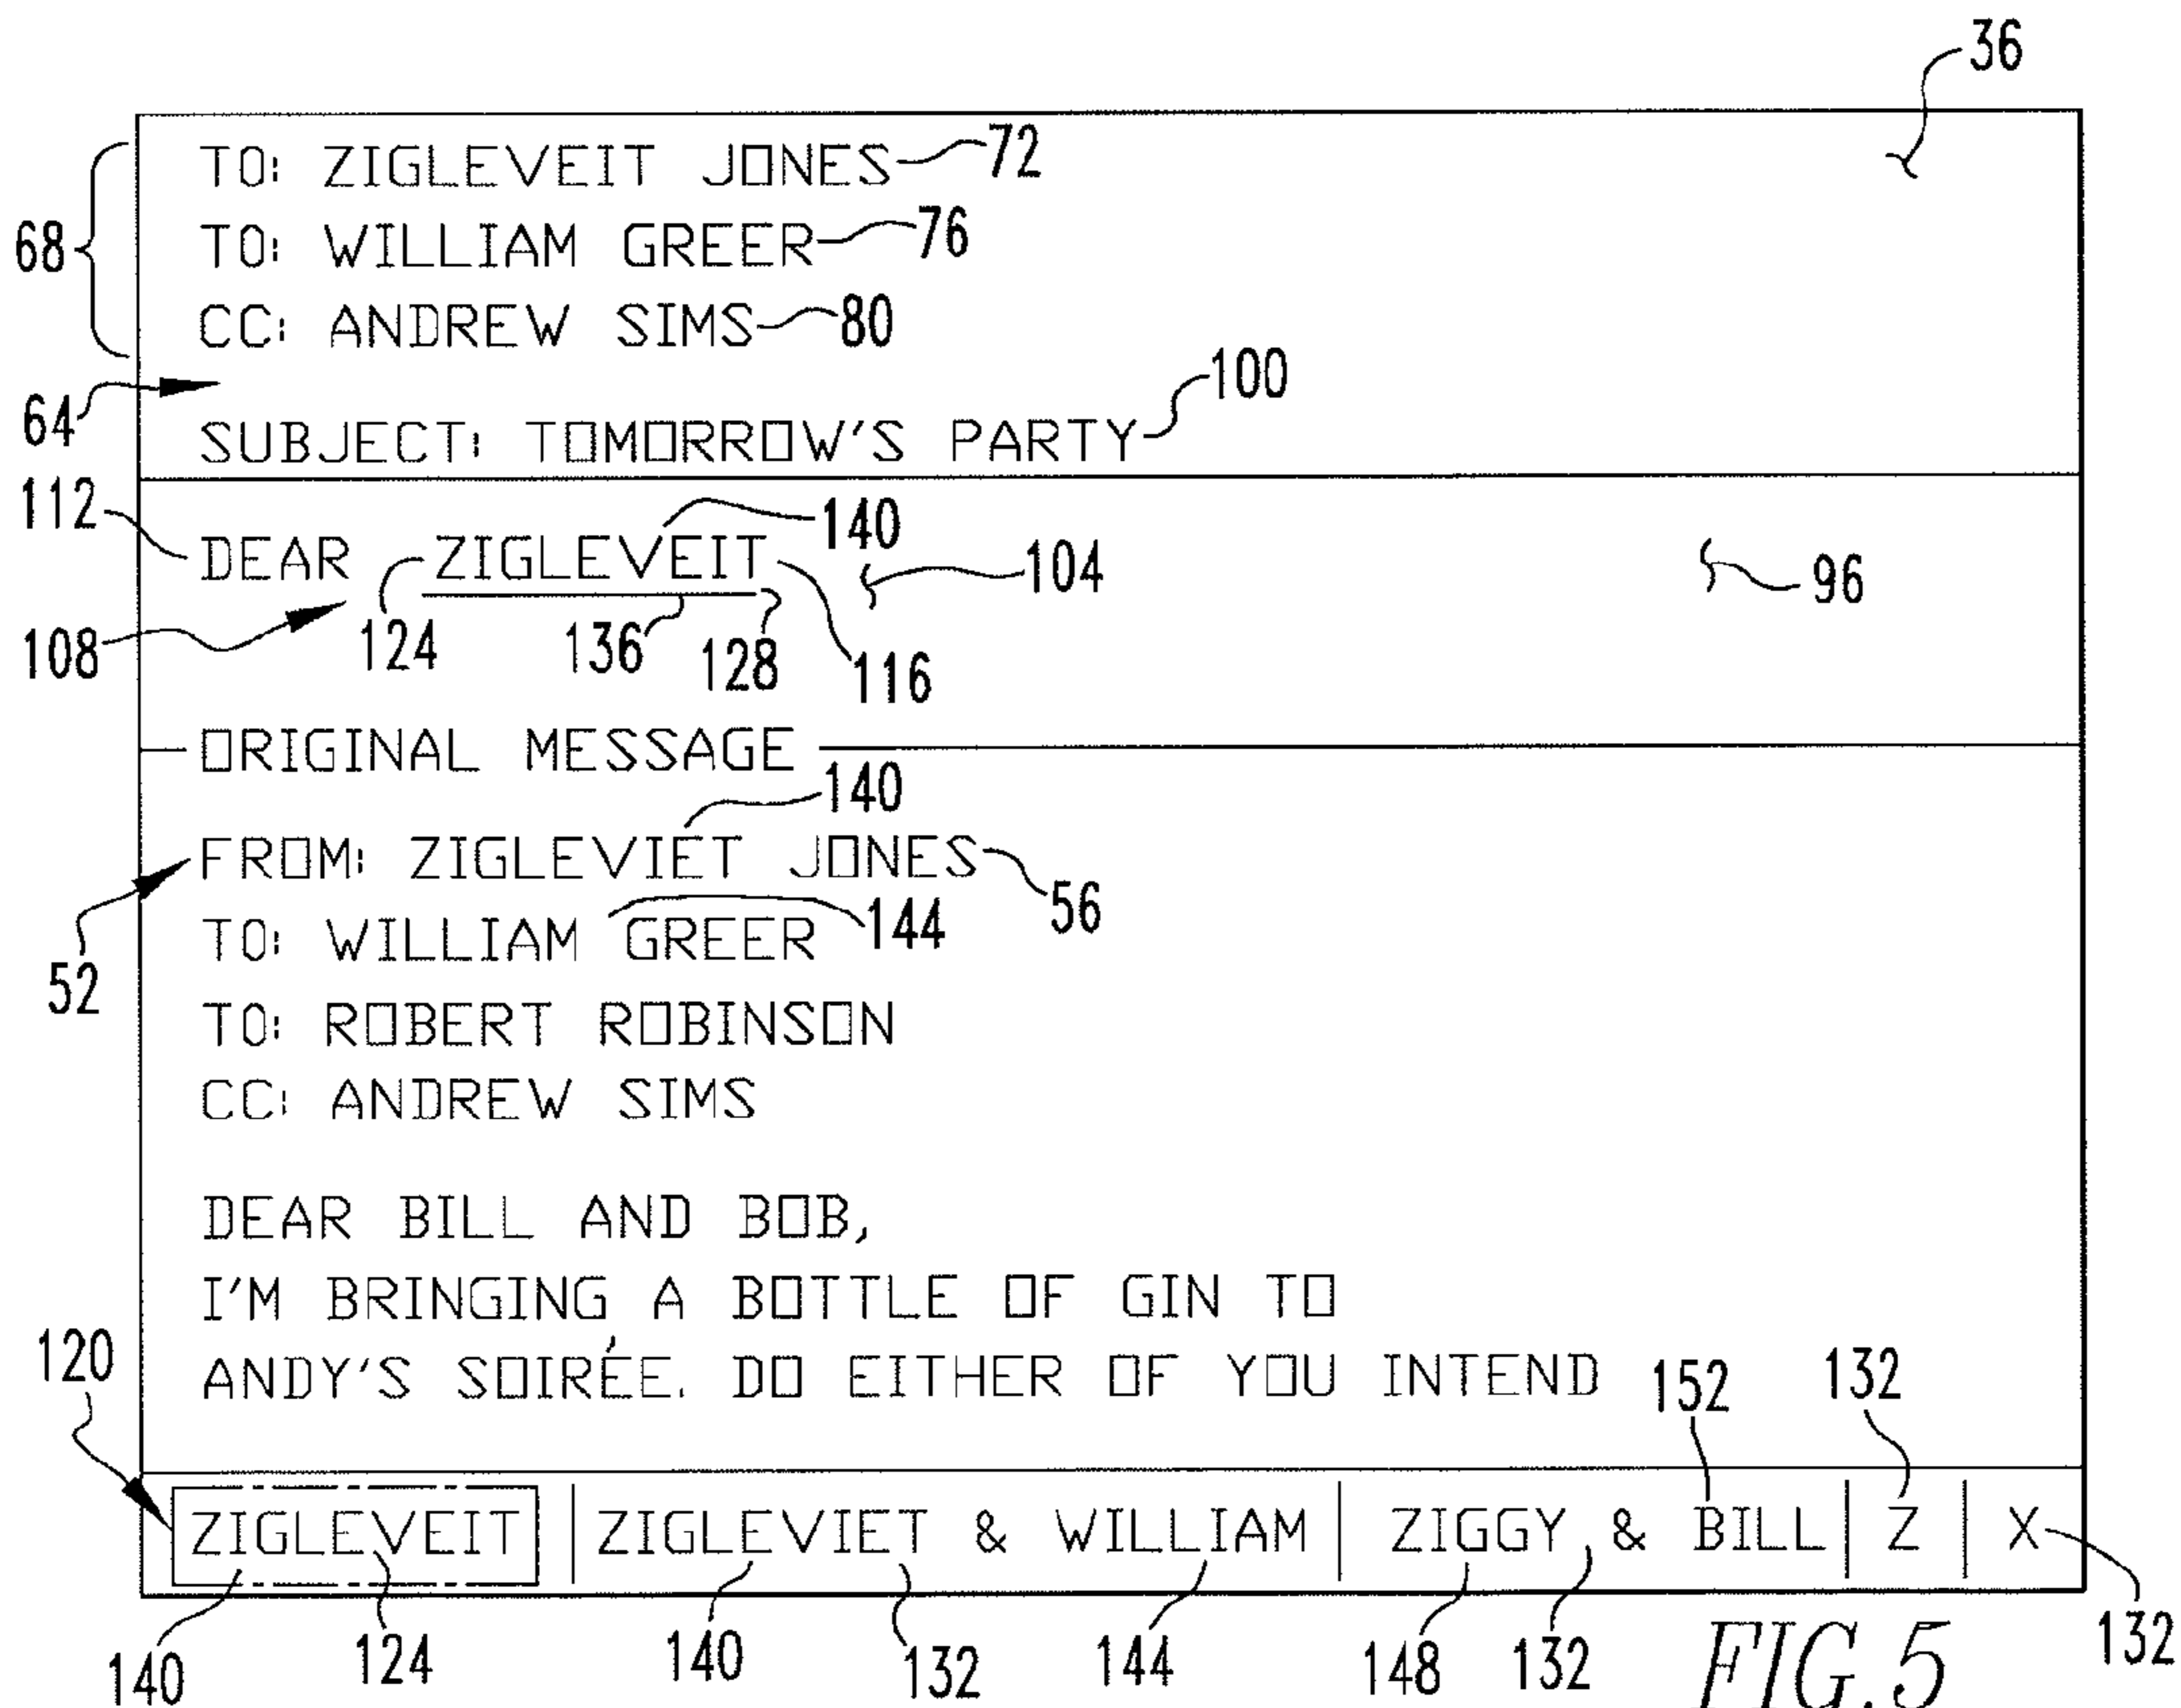 36
TO: ZIGLEVEIT JONES 72
68 TO: WILLIAM GREER 76
CC: ANDREW SIMS 80
64
SUBJECT: TOMORROW'S PARTY 100
112 DEAR ZIGLEVEIT 140
104 96
108 124 136 128 116
ORIGINAL MESSAGE
140
FROM: ZIGLEVIET JONES 56
52 TO: WILLIAM GREER 144
TO: ROBERT ROBINSON
CC: ANDREW SIMS
DEAR BILL AND BOB,
I'M BRINGING A BOTTLE OF GIN TO
120 ANDY'S SOIRÉE. DO EITHER OF YOU INTEND 152 132
ZIGLEVEIT | ZIGLEVIET & WILLIAM | ZIGGY & BILL | Z | X
140 124 140 132 144 148 132 132
FIG. 5